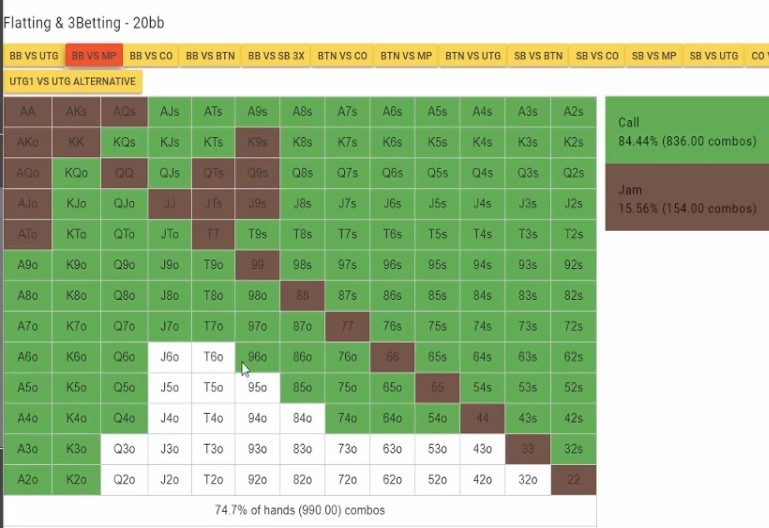 Flatting & 3Betting - 20bb
BB VS UTG BB VS MP BB VS CO BB VS BTN BB VS SB 3X BTN VS CO BTN VS MP BTN VS UTG SB VS BTN SB VS CO SB VS MP SB VS UTG CO V
UTG1 VS UTG ALTERNATIVE
AA AKs AQs AJs ATs A9s A8s A7s A6s A5s A4s A3s A2s
AKo KK KQs KJs KTs K9s K8s K7s K6s K5s K4s K3s K2s
AQo KQo QQ QJs QTs Q9s Q8s Q7s Q6s Q5s Q4s Q3s Q2s
AJo KJo QJo JJ JTs J9s J8s J7s J6s J5s J4s J3s J2s
ATo KTo QTo JTo TT T9s T8s T7s T6s T5s T4s T3s T2s
A9o K9o Q9o J9o T9o 99 98s 97s 96s 95s 94s 93s 92s
A8o K8o Q8o J8o T8o 98o 88 87s 86s 85s 84s 83s 82s
A7o K7o Q7o J7o T7o 97o 87o 77 76s 75s 74s 73s 72s
A6o K6o Q6o J6o T6o 96o 86o 76o 66 65s 64s 63s 62s
A5o K5o Q5o J5o T5o 95o 85o 75o 65o 55 54s 53s 52s
A4o K4o Q4o J4o T4o 94o 84o 74o 64o 54o 44 43s 42s
A3o K3o Q3o J3o T3o 93o 83o 73o 63o 53o 43o 33 32s
A2o K2o Q2o J2o T2o 92o 82o 72o 62o 52o 42o 32o 22
74.7% of hands (990.00) combos
Call
84.44% (836.00 combos)
Jam
15.56% (154.00 combos)